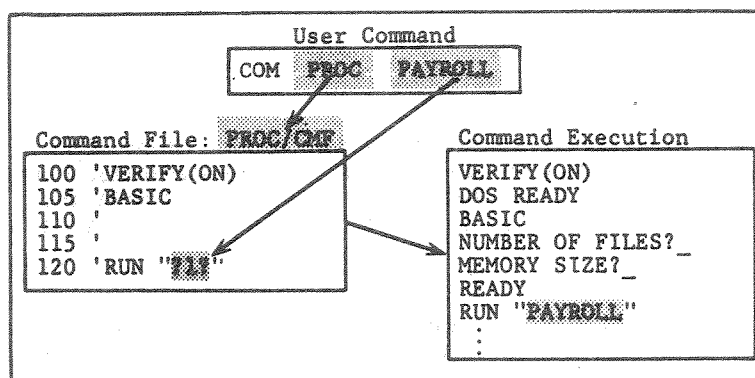 User Command
COM PROC PAYROLL
Command File: PROC/CMF
100 'VERIFY(ON)
105 'BASIC
110 '
115 '
120 'RUN "?1?"
Command Execution
VERIFY(ON)
DOS READY
BASIC
NUMBER OF FILES?_
MEMORY SIZE?_
READY
RUN "PAYROLL"